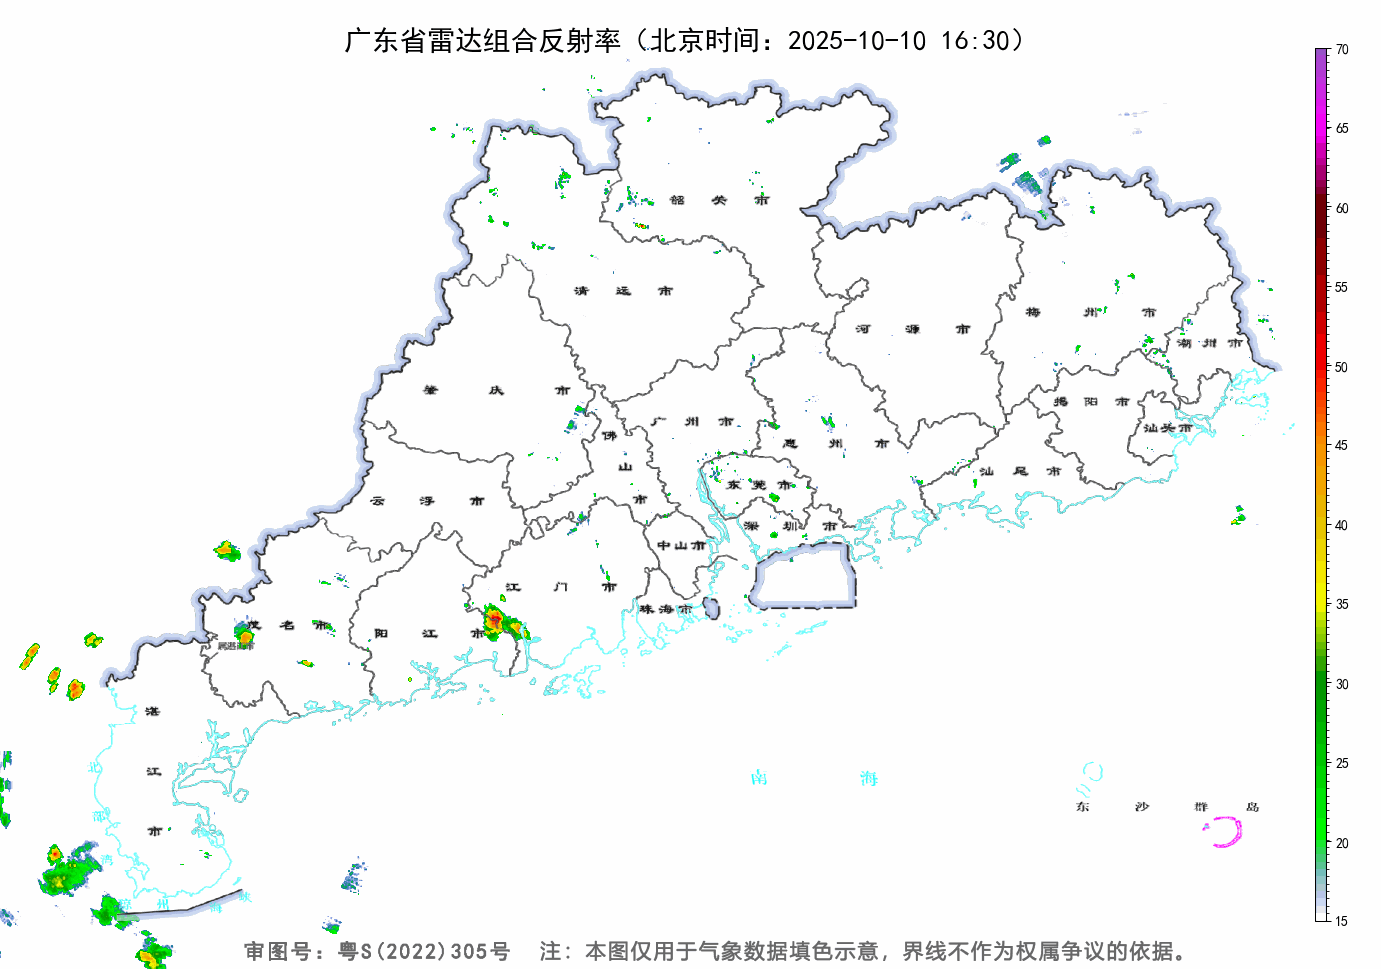 广东省雷达组合反射率（北京时间：2025-10-10 16:30）
70
65
60
55
50
45
40
35
30
25
20
15
韶关市
清远市
河源市
梅州市
潮州市
肇庆市
揭阳市
广州市
佛山市
汕头市
惠州市
汕尾市
东莞市
云浮市
深圳市
中山市
江门市
珠海市
茂名市
阳江市
湛江市
南海
东沙群岛
北部湾
琼州海峡
审图号：粤S(2022)305号 注：本图仅用于气象数据填色示意，界线不作为权属争议的依据。